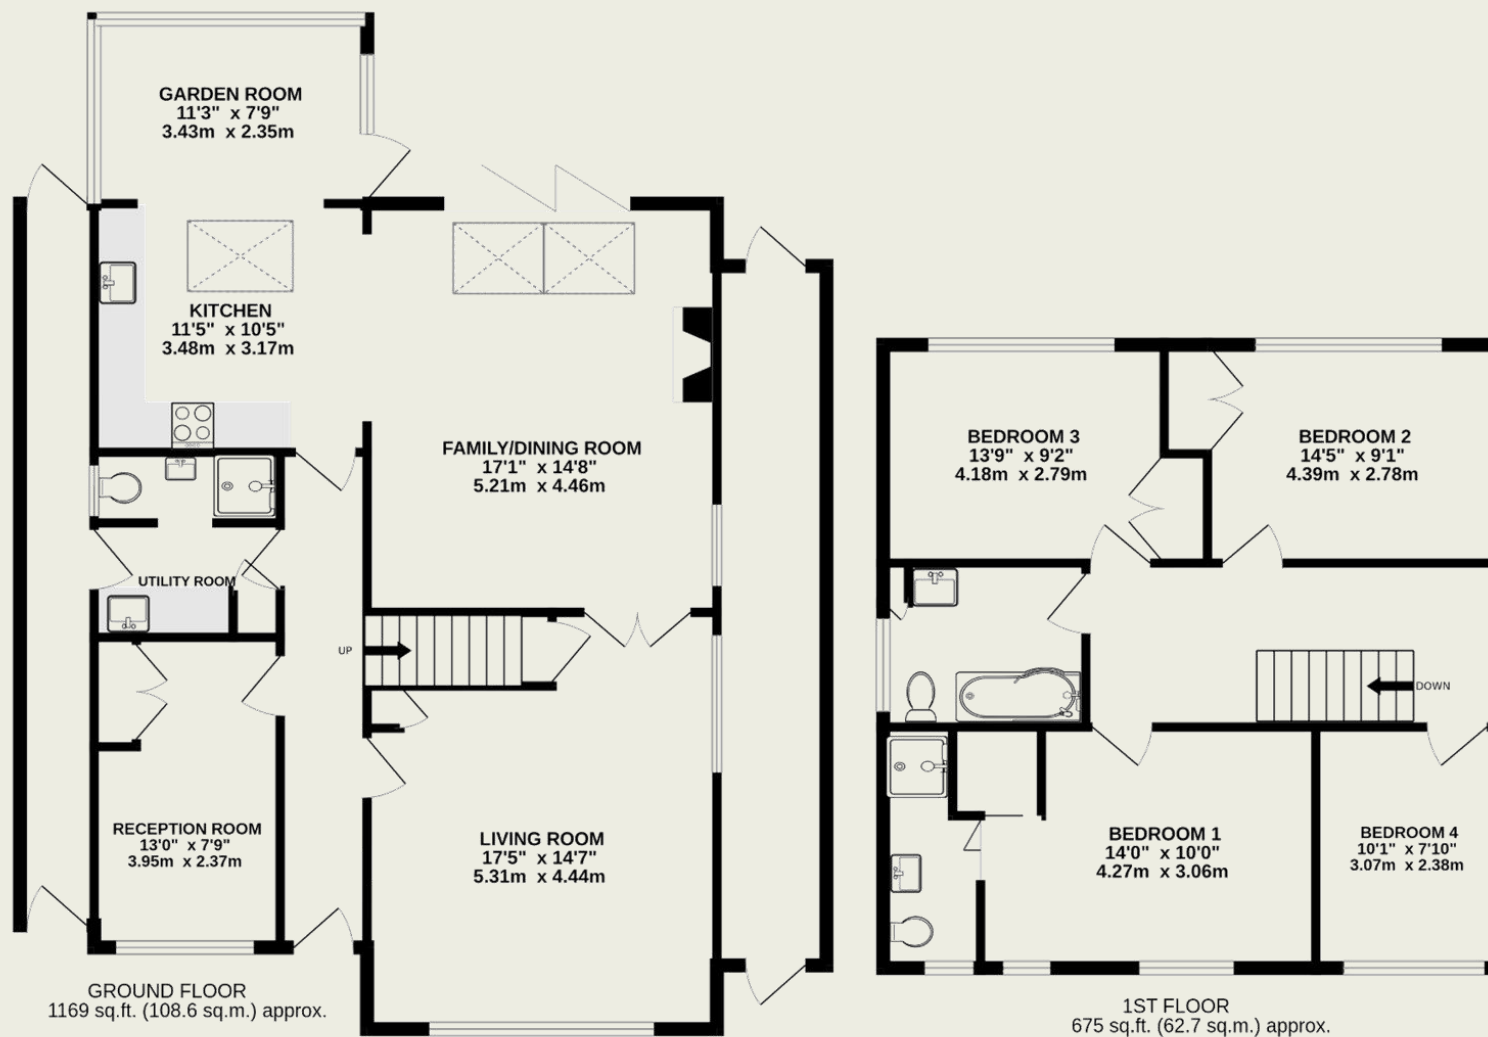 GARDEN ROOM
11'3" x 7'9"
3.43m x 2.35m
KITCHEN
11'5" x 10'5"
3.48m x 3.17m
FAMILY/DINING ROOM
17'1" x 14'8"
5.21m x 4.46m
UTILITY ROOM
UP
RECEPTION ROOM
13'0" x 7'9"
3.95m x 2.37m
LIVING ROOM
17'5" x 14'7"
5.31m x 4.44m
GROUND FLOOR
1169 sq.ft. (108.6 sq.m.) approx.
BEDROOM 3
13'9" x 9'2"
4.18m x 2.79m
BEDROOM 2
14'5" x 9'1"
4.39m x 2.78m
DOWN
BEDROOM 1
14'0" x 10'0"
4.27m x 3.06m
BEDROOM 4
10'1" x 7'10"
3.07m x 2.38m
1ST FLOOR
675 sq.ft. (62.7 sq.m.) approx.